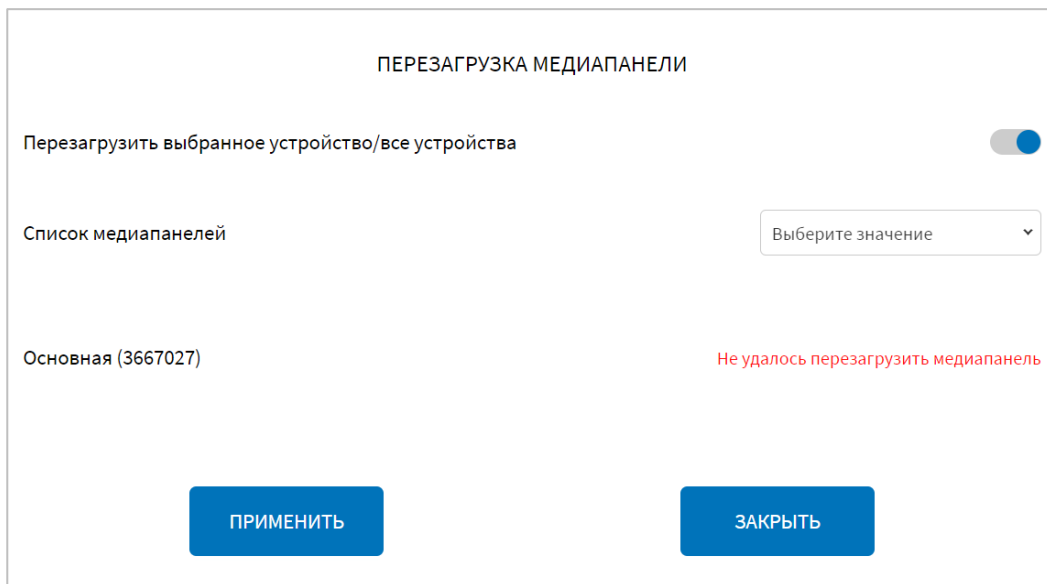 ПЕРЕЗАГРУЗКА МЕДИАПАНЕЛИ
Перезагрузить выбранное устройство/все устройства
Список медиапанелей
Выберите значение
Основная (3667027)
Не удалось перезагрузить медиапанель
ПРИМЕНИТЬ
ЗАКРЫТЬ